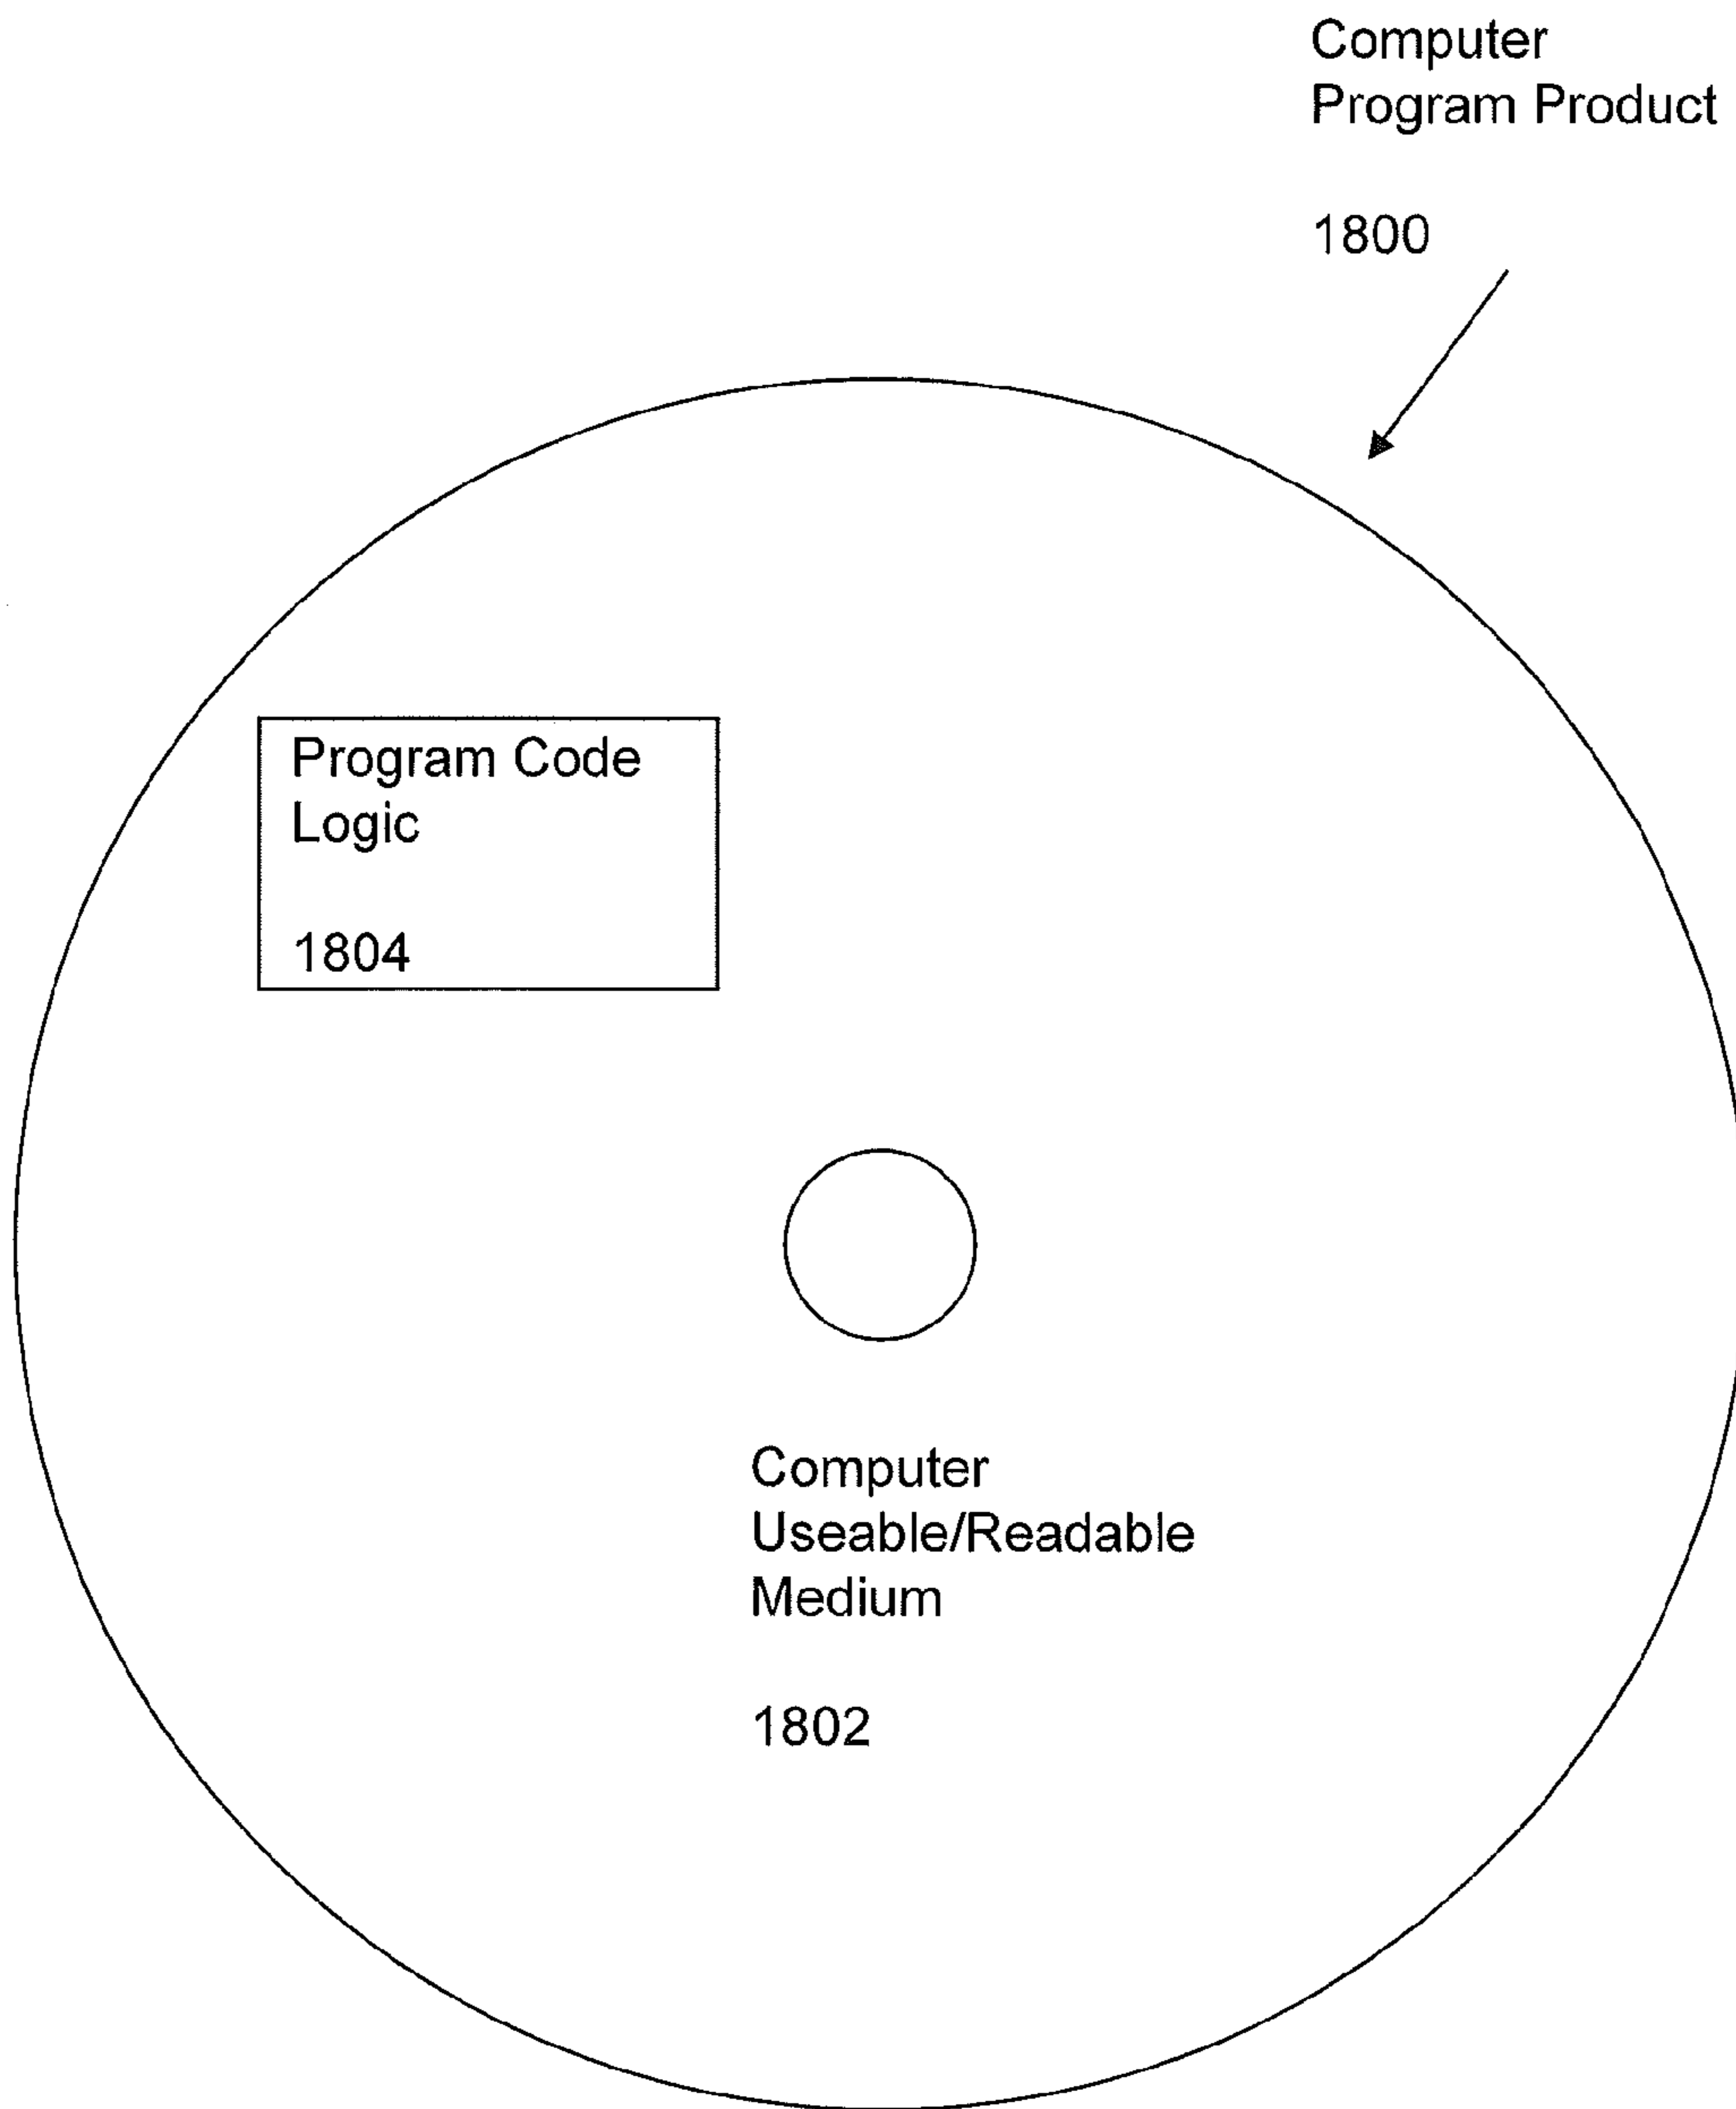 Computer
Program Product
1800
Program Code
Logic
1804
Computer
Useable/Readable
Medium
1802